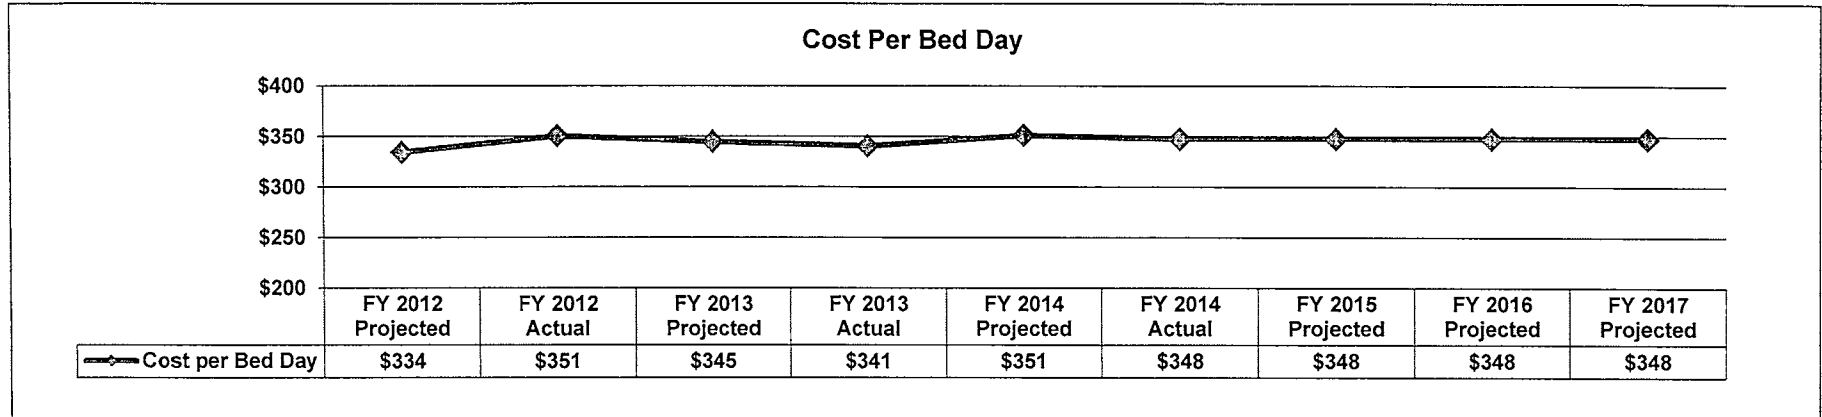 Cost Per Bed Day
$400
$350
$300
$250
$200
FY 2012 FY 2012 FY 2013 FY 2013 FY 2014 FY 2014 FY 2015 FY 2016 FY 2017
Projected Actual Projected Actual Projected Actual Projected Projected Projected
Cost per Bed Day $334 $351 $345 $341 $351 $348 $348 $348 $348